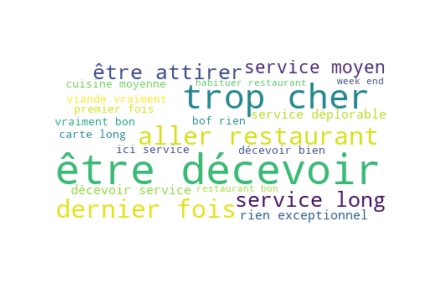 être attirer
service moyen
cuisine moyenne
habituer restaurant
week end
trop cher
viande vraiment
premier fois
service déplorable
vraiment bon
bof rien
carte long
aller restaurant
ici service
décevoir bien
être décevoir
décevoir service
restaurant bon
service long
dernier fois
rien exceptionnel